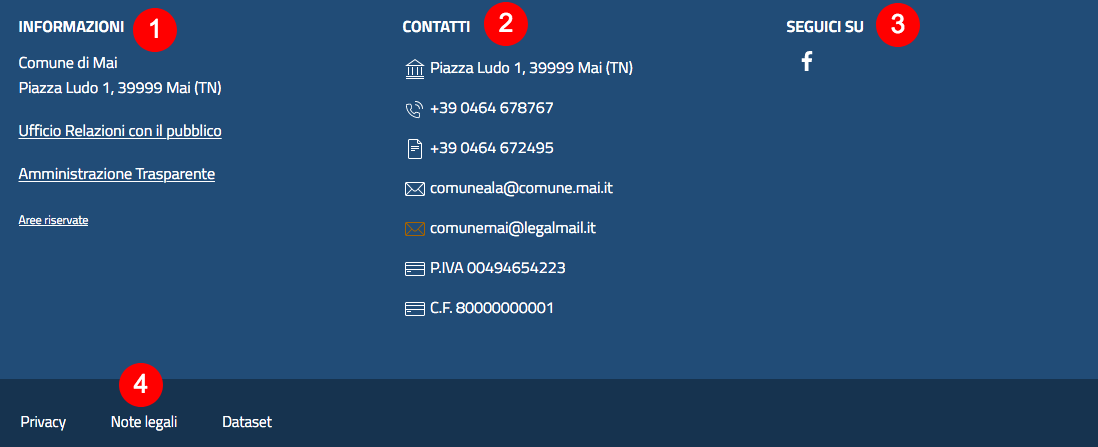 INFORMAZIONI 1
Comune di Mai
Piazza Ludo 1, 39999 Mai (TN)
Ufficio Relazioni con il pubblico
Amministrazione Trasparente
Aree riservate
CONTATTI 2
Piazza Ludo 1, 39999 Mai (TN)
+39 0464 678767
+39 0464 672495
comuneala@comune.mai.it
comunemai@legalmail.it
P.IVA 00494654223
C.F. 80000000001
SEGUICI SU 3
4
Privacy Note legali Dataset